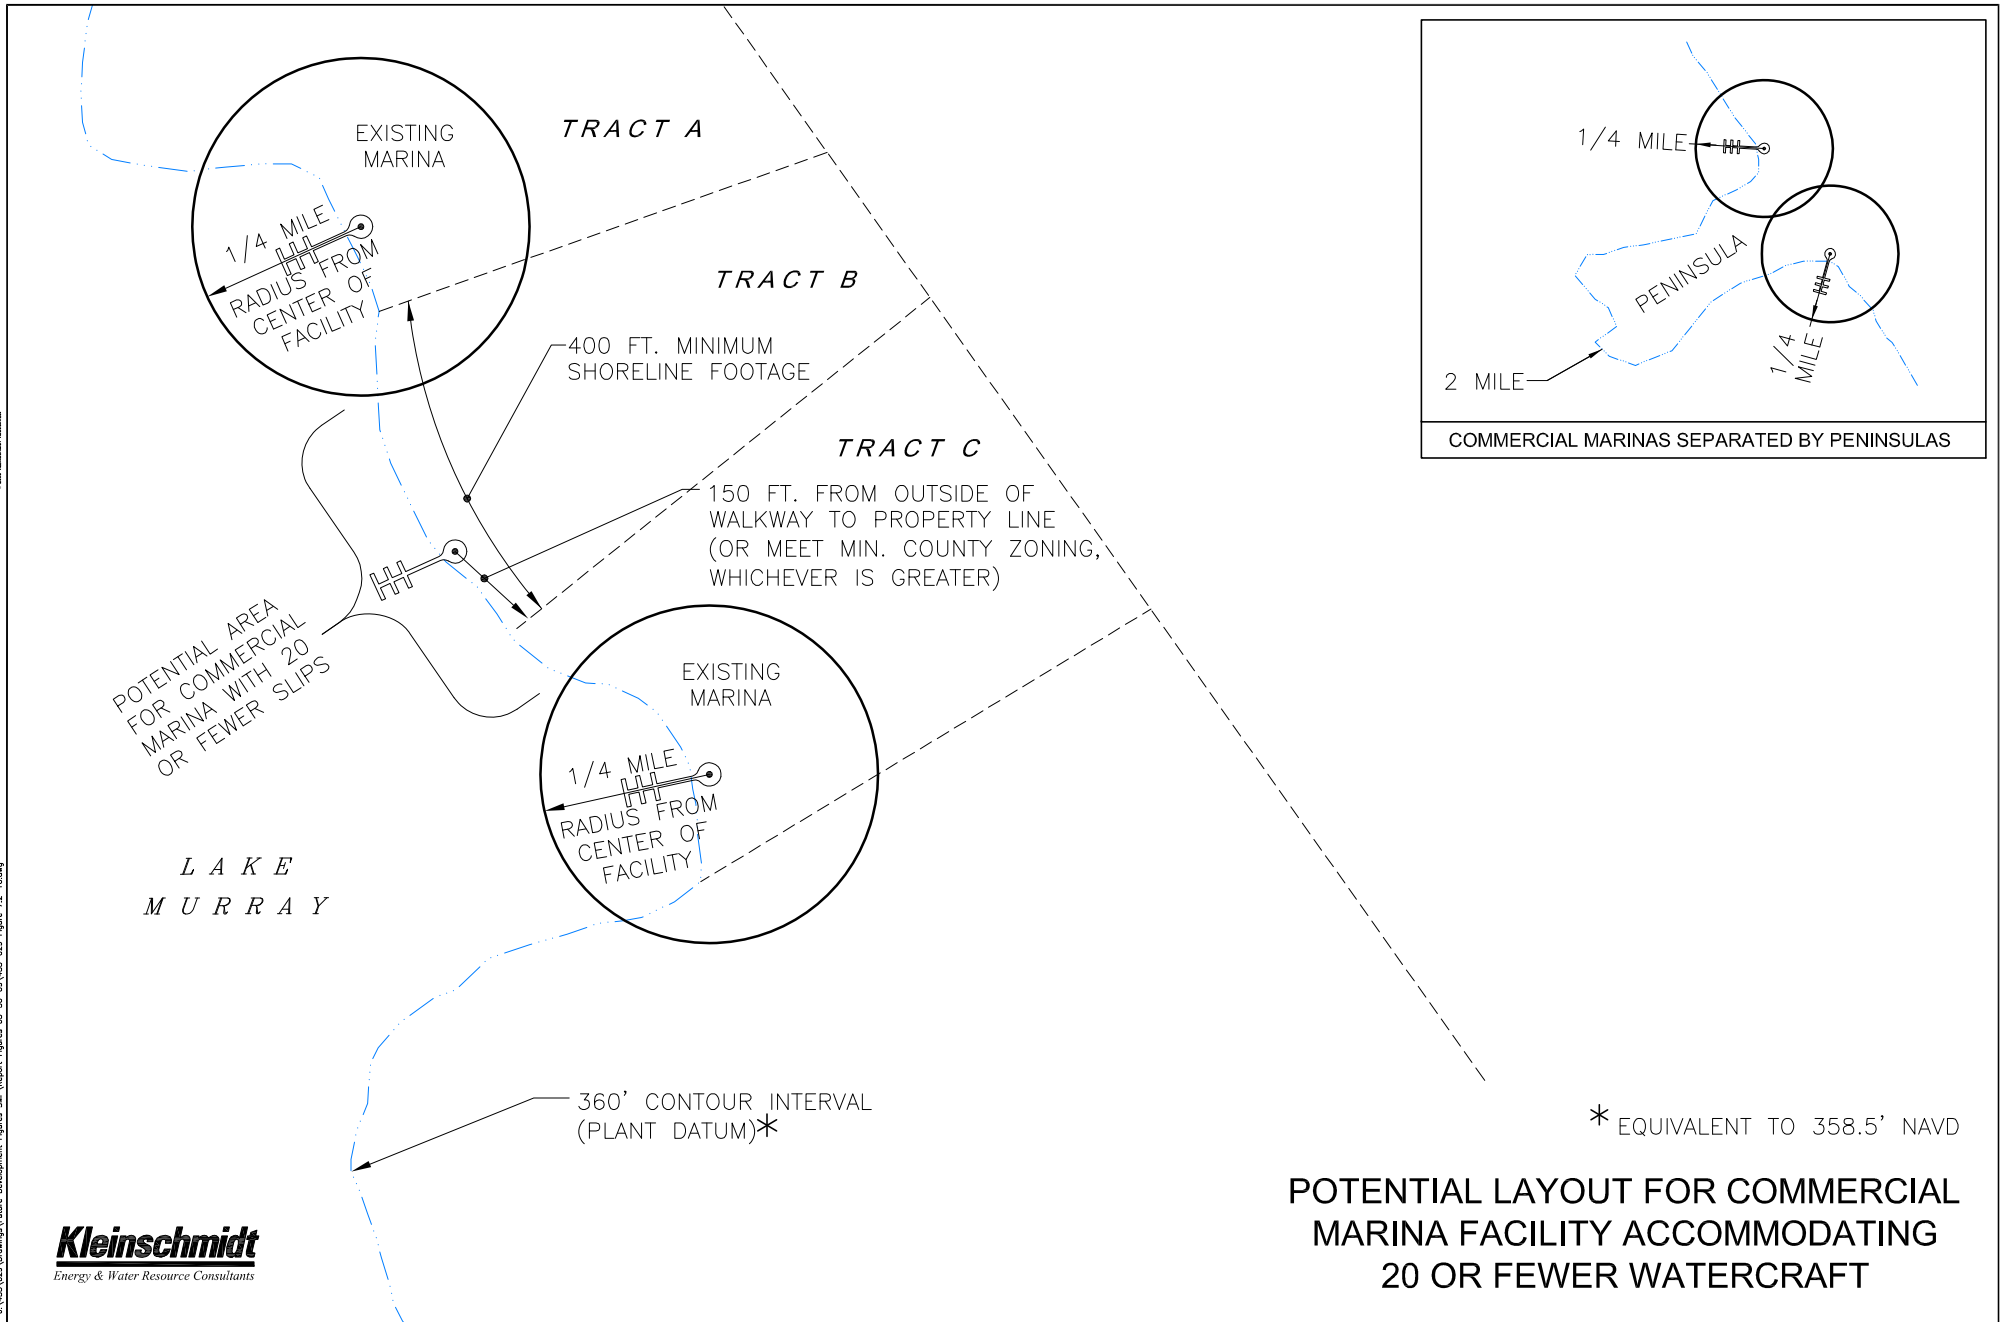 TRACT A
EXISTING
MARINA
1/4 MILE
RADIUS FROM
CENTER OF
FACILITY
TRACT B
400 FT. MINIMUM
SHORELINE FOOTAGE
TRACT C
150 FT. FROM OUTSIDE OF
WALKWAY TO PROPERTY LINE
(OR MEET MIN. COUNTY ZONING,
WHICHEVER IS GREATER)
POTENTIAL AREA
FOR COMMERCIAL
MARINA WITH 20
OR FEWER SLIPS
EXISTING
MARINA
1/4 MILE
RADIUS FROM
CENTER OF
FACILITY
LAKE
MURRAY
360' CONTOUR INTERVAL
(PLANT DATUM)*
1/4 MILE
PENINSULA
1/4
MILE
2 MILE
COMMERCIAL MARINAS SEPARATED BY PENINSULAS
* EQUIVALENT TO 358.5' NAVD
POTENTIAL LAYOUT FOR COMMERCIAL
MARINA FACILITY ACCOMMODATING
20 OR FEWER WATERCRAFT
Kleinschmidt
Energy & Water Resource Consultants